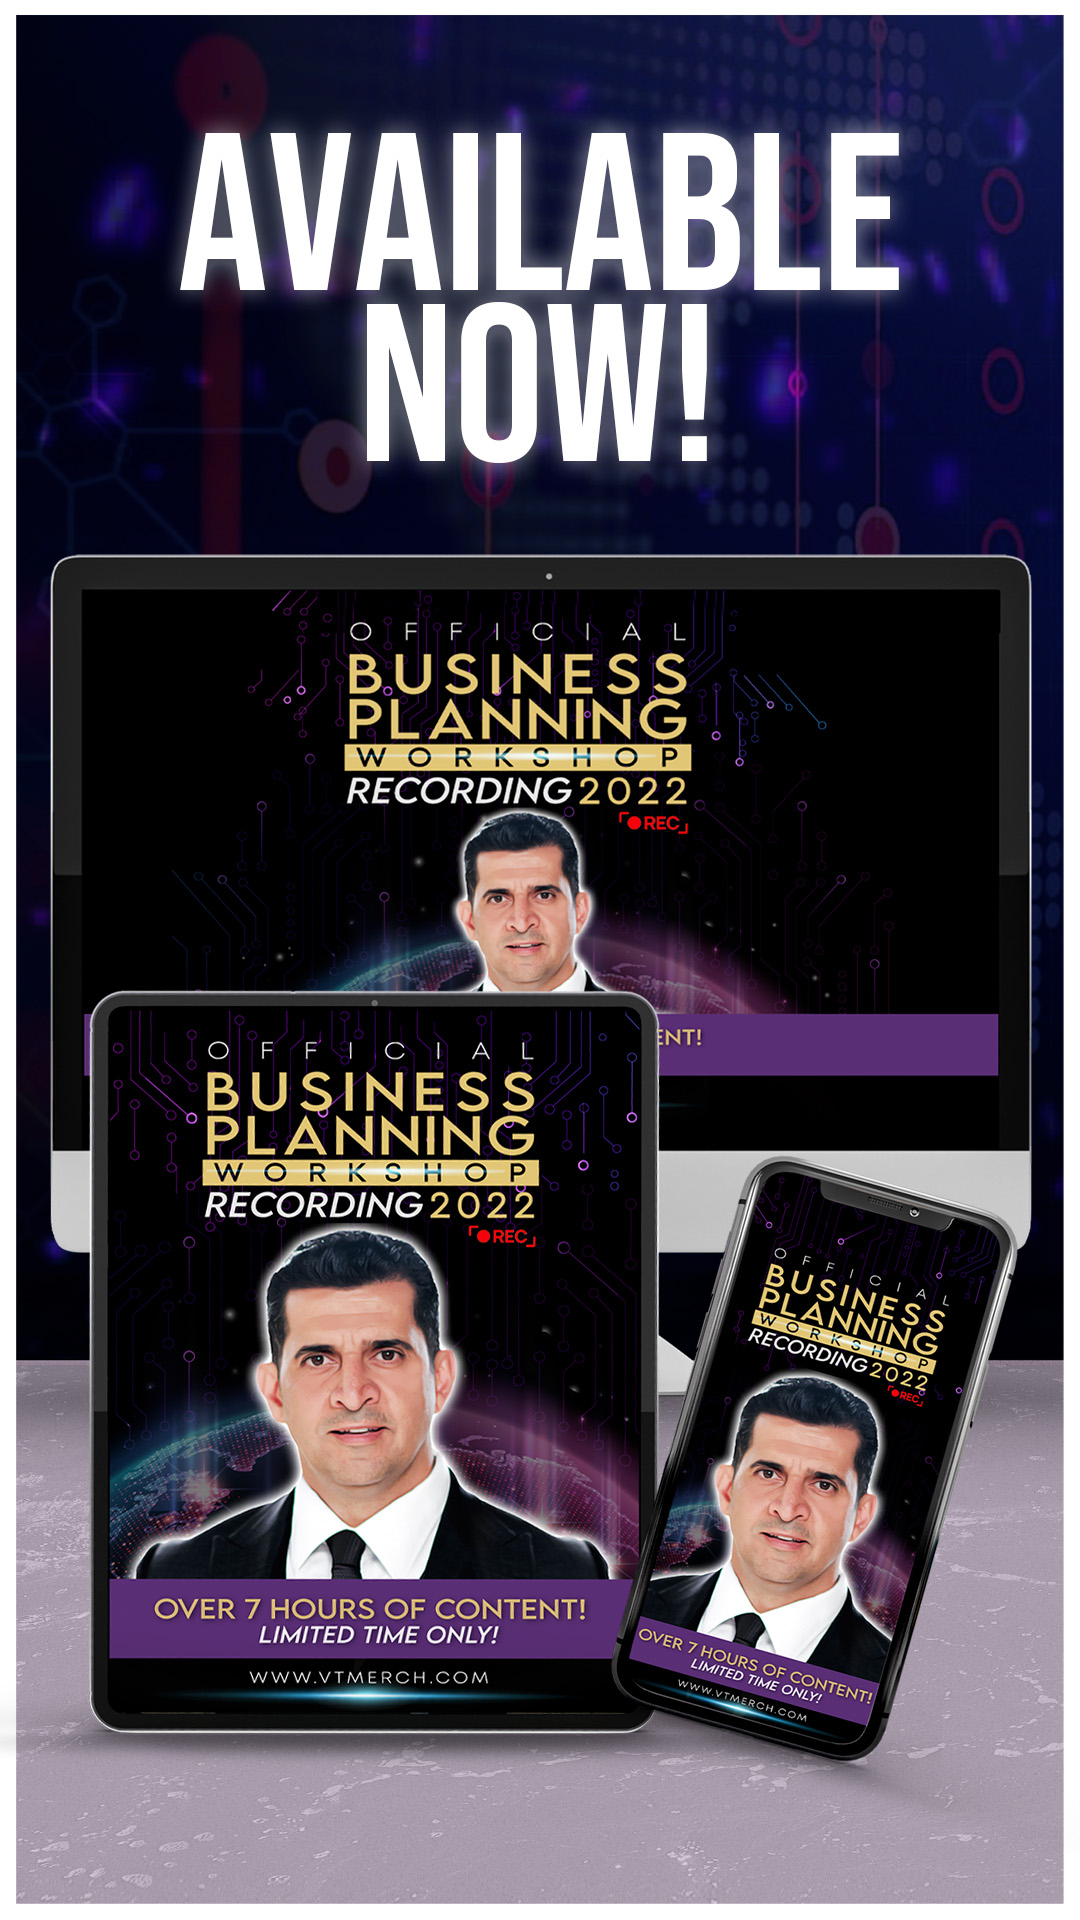 AVAILABLE
NOW!
OFFICIAL
BUSINESS
PLANNING
WORKSHOP
RECORDING 2022
REC
ENT!
OFFICIAL
BUSINESS
PLANNING
WORKSHOP
RECORDING 2022
REC
OVER 7 HOURS OF CONTENT!
LIMITED TIME ONLY!
WWW.VTMERCH.COM
OFFICIAL
BUSINESS
PLANNING
WORKSHOP
RECORDING 2022
REC
OVER 7 HOURS OF CONTENT!
LIMITED TIME ONLY!
WWW.VTMERCH.COM